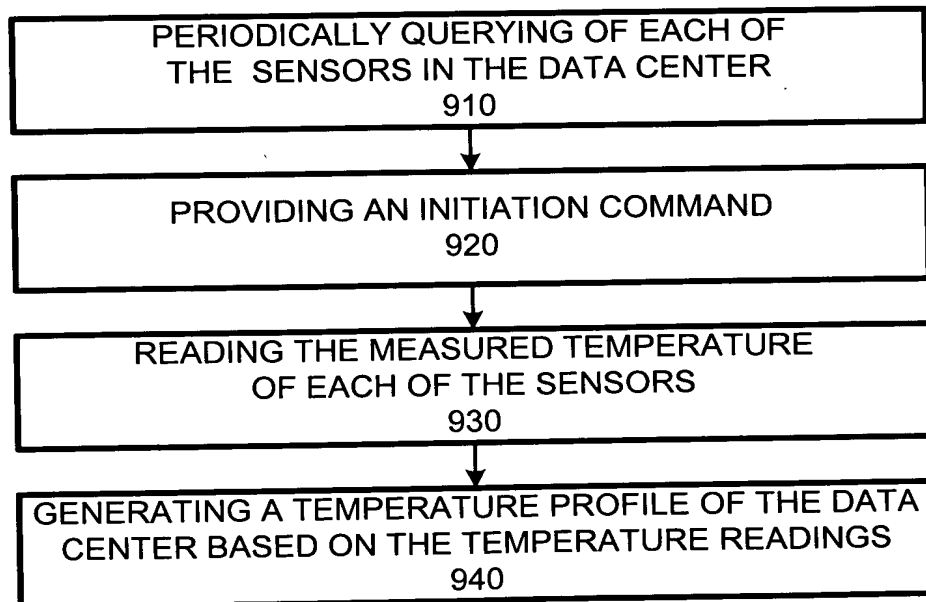 PERIODICALLY QUERYING OF EACH OF
THE SENSORS IN THE DATA CENTER
910
PROVIDING AN INITIATION COMMAND
920
READING THE MEASURED TEMPERATURE
OF EACH OF THE SENSORS
930
GENERATING A TEMPERATURE PROFILE OF THE DATA
CENTER BASED ON THE TEMPERATURE READINGS
940